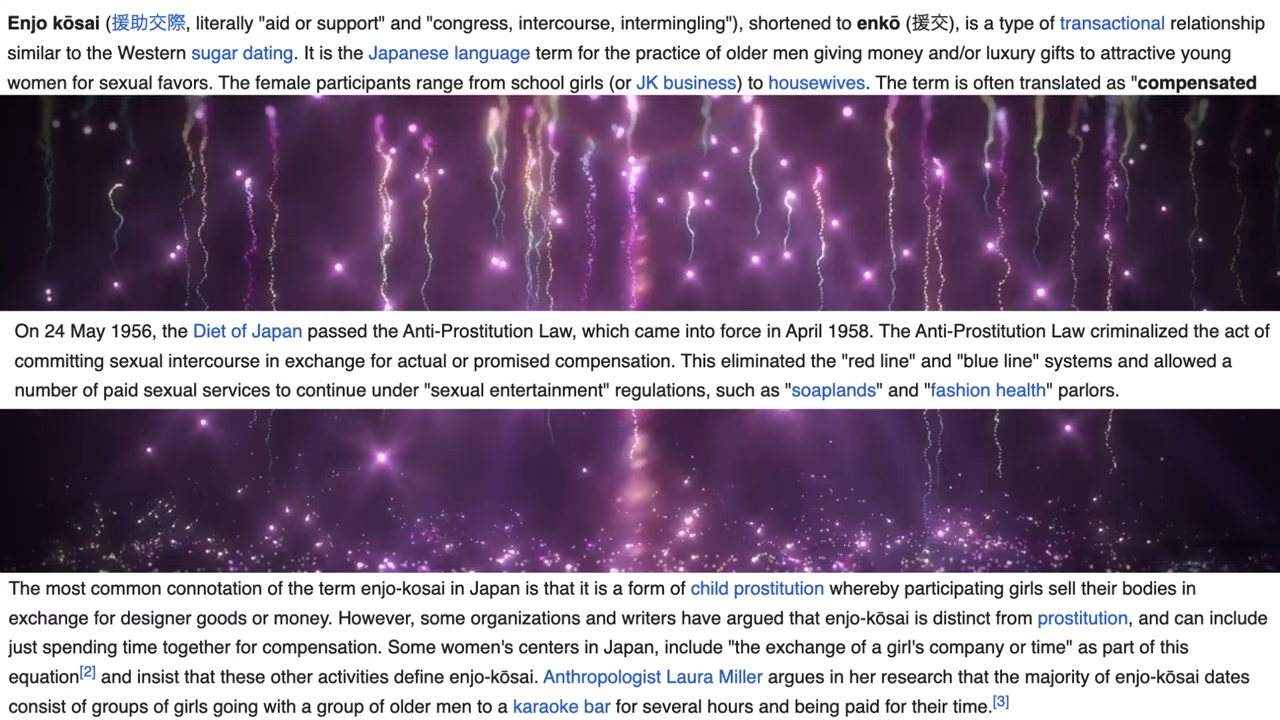 Enjo kōsai (援助交際, literally "aid or support" and "congress, intercourse, intermingling"), shortened to enkō (援交), is a type of transactional relationship
similar to the Western sugar dating. It is the Japanese language term for the practice of older men giving money and/or luxury gifts to attractive young
women for sexual favors. The female participants range from school girls (or JK business) to housewives. The term is often translated as "compensated
On 24 May 1956, the Diet of Japan passed the Anti-Prostitution Law, which came into force in April 1958. The Anti-Prostitution Law criminalized the act of
committing sexual intercourse in exchange for actual or promised compensation. This eliminated the "red line" and "blue line" systems and allowed a
number of paid sexual services to continue under "sexual entertainment" regulations, such as "soaplands" and "fashion health" parlors.
The most common connotation of the term enjo-kosai in Japan is that it is a form of child prostitution whereby participating girls sell their bodies in
exchange for designer goods or money. However, some organizations and writers have argued that enjo-kōsai is distinct from prostitution, and can include
just spending time together for compensation. Some women's centers in Japan, include "the exchange of a girl's company or time" as part of this
equation[2] and insist that these other activities define enjo-kōsai. Anthropologist Laura Miller argues in her research that the majority of enjo-kōsai dates
consist of groups of girls going with a group of older men to a karaoke bar for several hours and being paid for their time.[3]